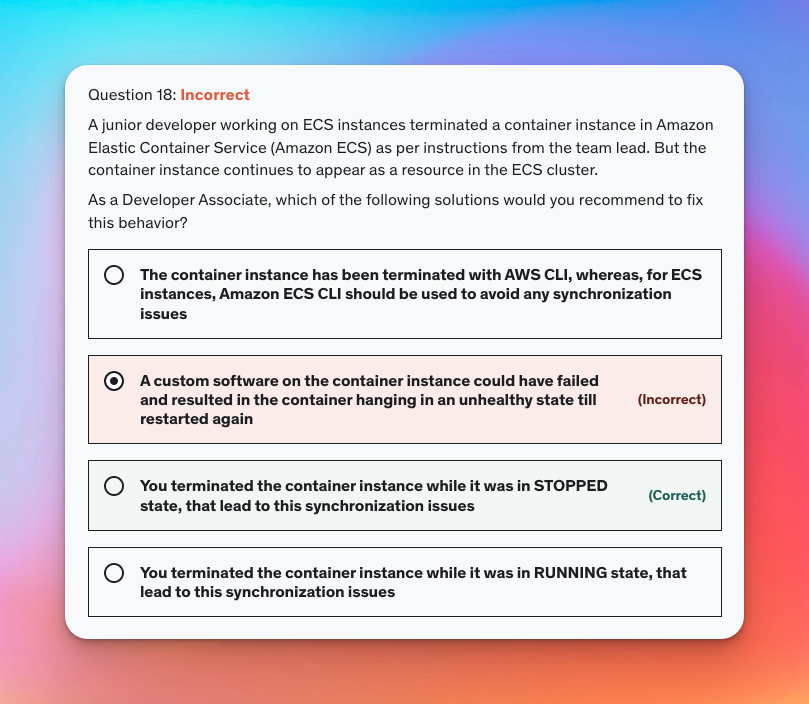 Question 18: Incorrect
A junior developer working on ECS instances terminated a container instance in Amazon
Elastic Container Service (Amazon ECS) as per instructions from the team lead. But the
container instance continues to appear as a resource in the ECS cluster.
As a Developer Associate, which of the following solutions would you recommend to fix
this behavior?
The container instance has been terminated with AWS CLI, whereas, for ECS
instances, Amazon ECS CLI should be used to avoid any synchronization
issues
A custom software on the container instance could have failed
and resulted in the container hanging in an unhealthy state till
restarted again
(Incorrect)
You terminated the container instance while it was in STOPPED
state, that lead to this synchronization issues
(Correct)
You terminated the container instance while it was in RUNNING state, that
lead to this synchronization issues